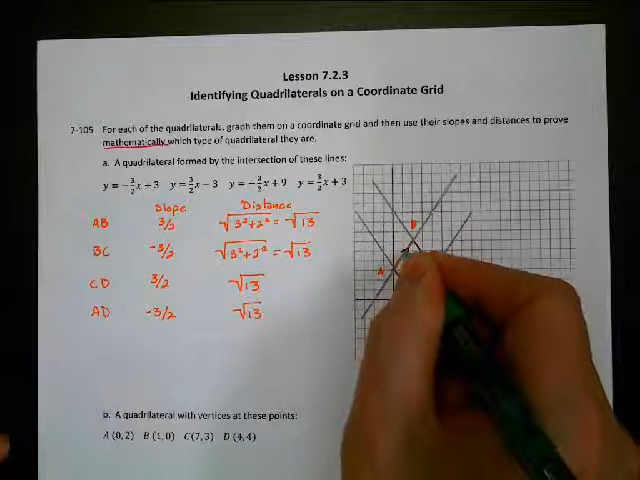 Lesson 7.2.3
Identifying Quadrilaterals on a Coordinate Grid
7-105 For each of the quadrilaterals, graph them on a coordinate grid and then use their slopes and distances to prove
mathematically which type of quadrilateral they are.
a. A quadrilateral formed by the intersection of these lines:
y = -3/2x + 3 y = 3/2x - 3 y = -3/2x + 9 y = 3/2x + 3
Slope Distance
AB 3/2 √3²+2² = √13
BC -3/2 √3²+2² = √13
CD 3/2 √13
AD -3/2 √13
B
A
b. A quadrilateral with vertices at these points:
A (0, 2) B (1, 0) C (7, 3) D (4, 4)